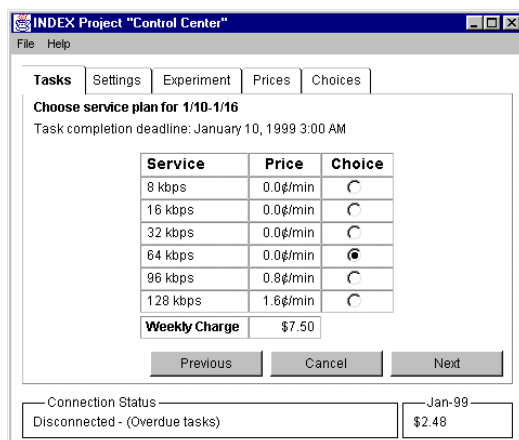 INDEX Project "Control Center"
File Help
Tasks Settings Experiment Prices Choices
Choose service plan for 1/10-1/16
Task completion deadline: January 10, 1999 3:00 AM
Service Price Choice
8 kbps 0.0¢/min
16 kbps 0.0¢/min
32 kbps 0.0¢/min
64 kbps 0.0¢/min
96 kbps 0.8¢/min
128 kbps 1.6¢/min
Weekly Charge $7.50
Previous Cancel Next
Connection Status Jan-99
Disconnected - (Overdue tasks) $2.48